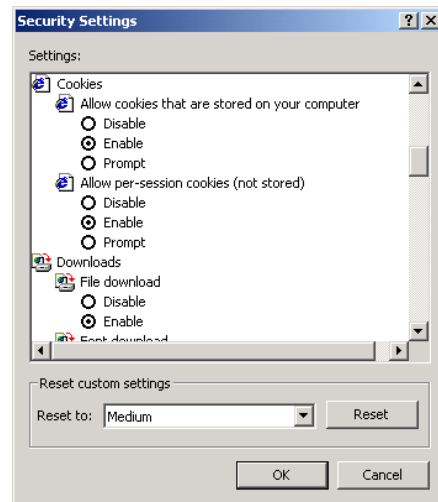 Security Settings
Settings:
Cookies
Allow cookies that are stored on your computer
Disable
Enable
Prompt
Allow per-session cookies (not stored)
Disable
Enable
Prompt
Downloads
File download
Disable
Enable
Font download
Reset custom settings
Reset to: Medium Reset
OK Cancel